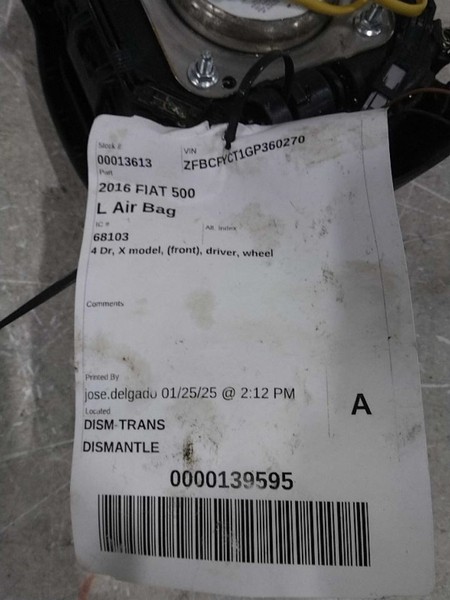 Stock #
VIN
00013613
ZFBCFYCT1GP360270
Part
2016 FIAT 500
L Air Bag
IC #
Alt. Index
68103
4 Dr, X model, (front), driver, wheel
Comments
Printed By
jose.delgado 01/25/25 @ 2:12 PM
A
Located
DISM-TRANS
DISMANTLE
0000139595